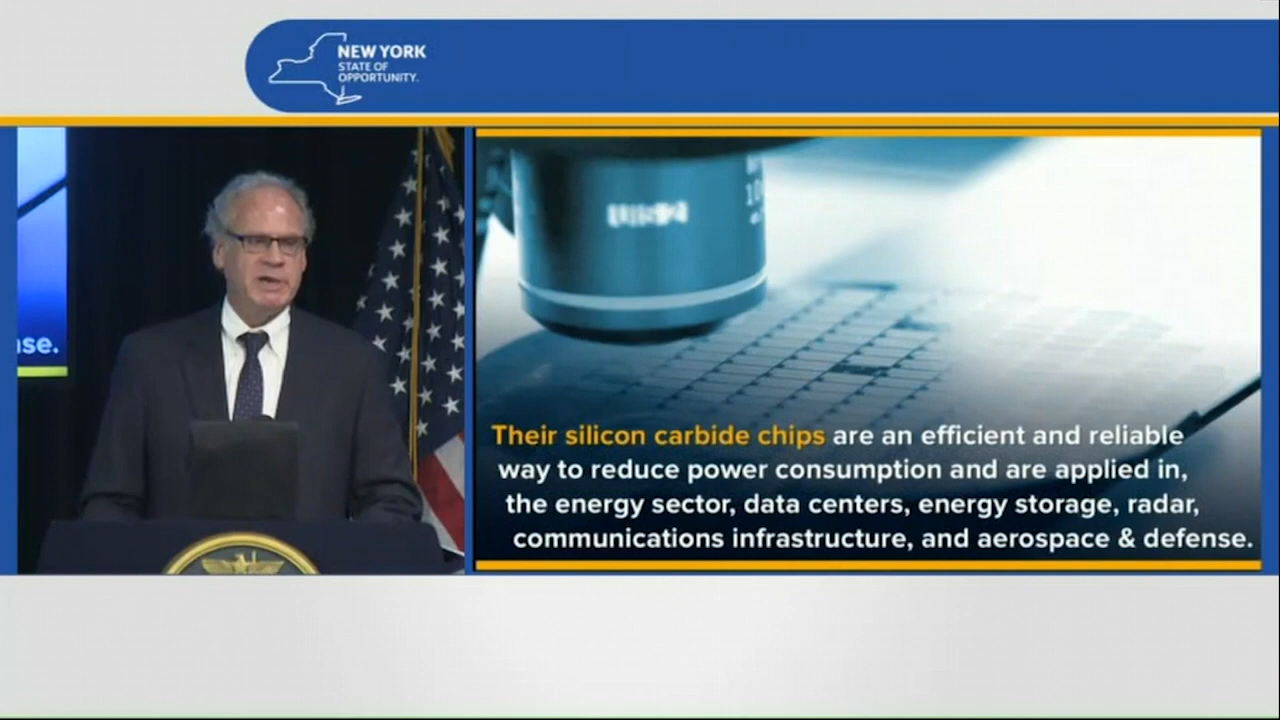 NEW YORK
STATE OF
OPPORTUNITY.
Their silicon carbide chips are an efficient and reliable
way to reduce power consumption and are applied in,
the energy sector, data centers, energy storage, radar,
communications infrastructure, and aerospace & defense.